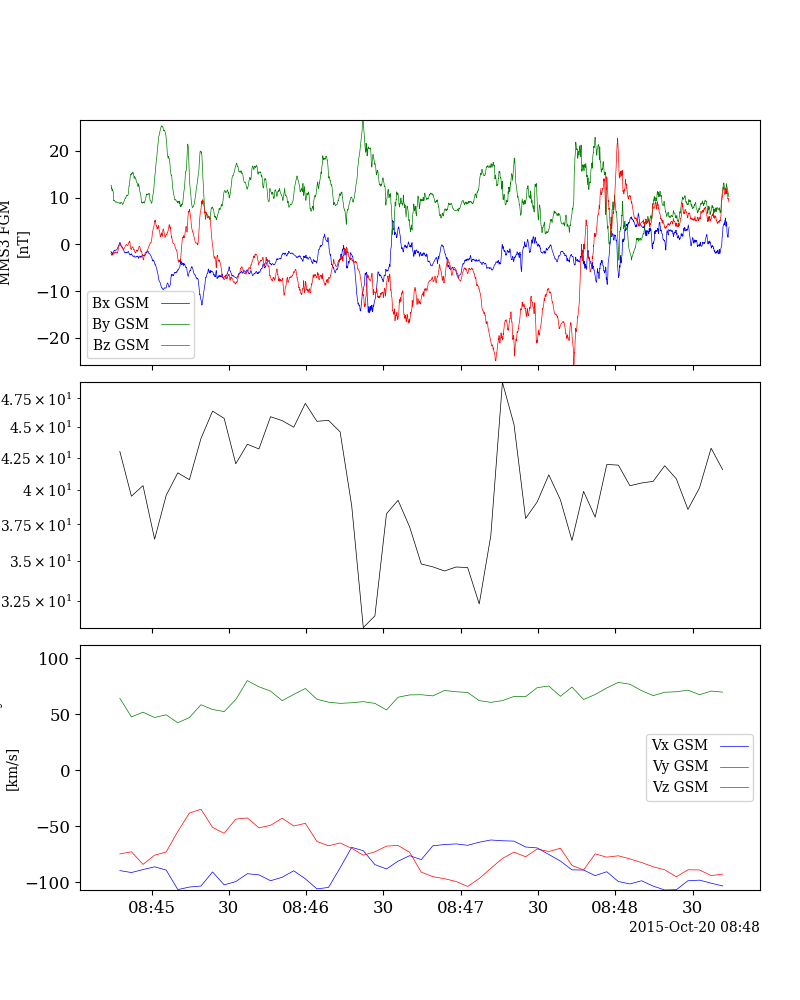 MMS3 FGM
[nT]
20
10
0
−10
−20
Bx GSM
By GSM
Bz GSM
4.75 × 10¹
4.5 × 10¹
4.25 × 10¹
4 × 10¹
3.75 × 10¹
3.5 × 10¹
3.25 × 10¹
[km/s]
100
50
0
−50
−100
Vx GSM
Vy GSM
Vz GSM
08:45 30 08:46 30 08:47 30 08:48 30
2015-Oct-20 08:48